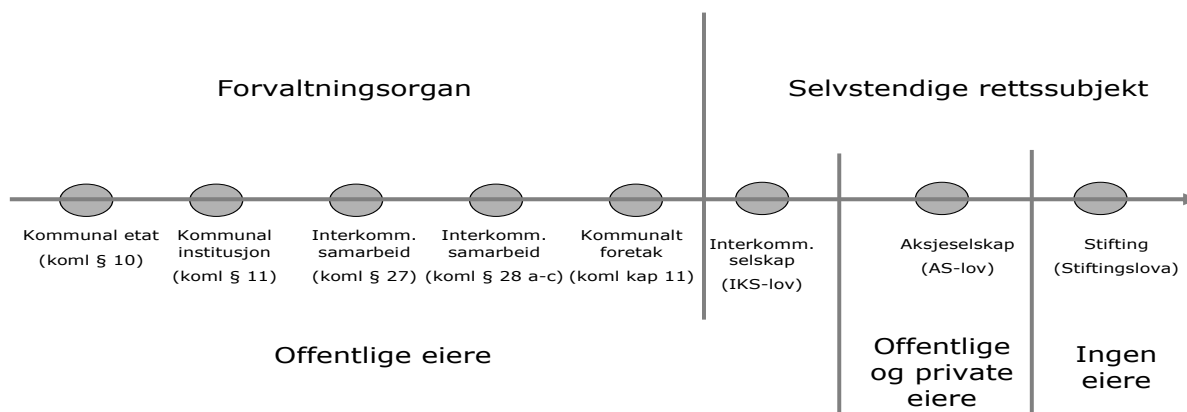 Forvaltningsorgan
Selvstendige rettssubjekt
Kommunal etat
(koml § 10)
Kommunal
institusjon
(koml § 11)
Interkomm.
samarbeid
(koml § 27)
Interkomm.
samarbeid
(koml § 28 a-c)
Kommunalt
foretak
(koml kap 11)
Interkomm.
selskap
(IKS-lov)
Aksjeselskap
(AS-lov)
Stifting
(Stiftingslova)
Offentlige eiere
Offentlige
og private
eiere
Ingen
eiere